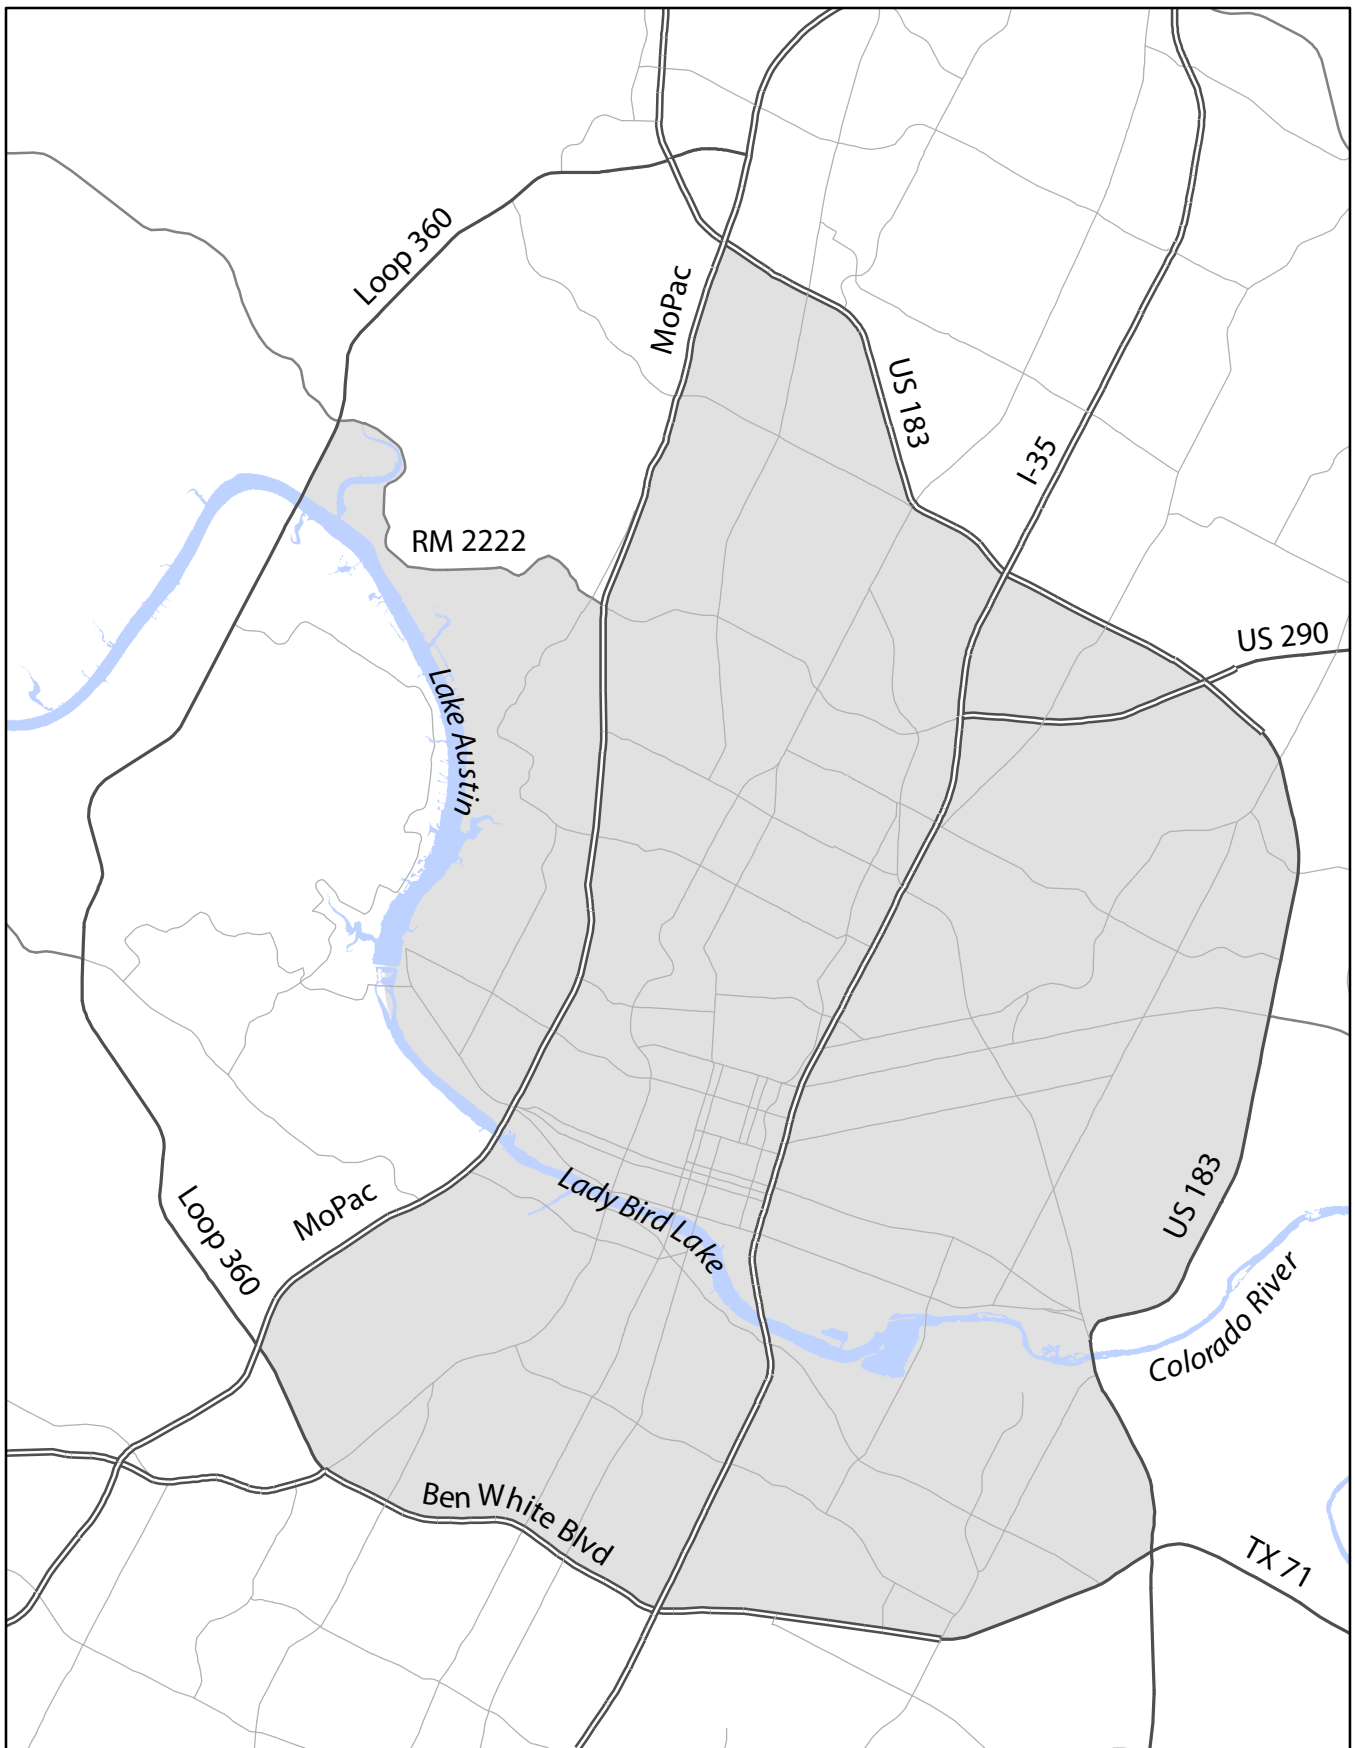 Loop 360
MoPac
US 183
I-35
RM 2222
US 290
Lake Austin
US 183
Lady Bird Lake
MoPac
Loop 360
Colorado River
Ben White Blvd
TX 71